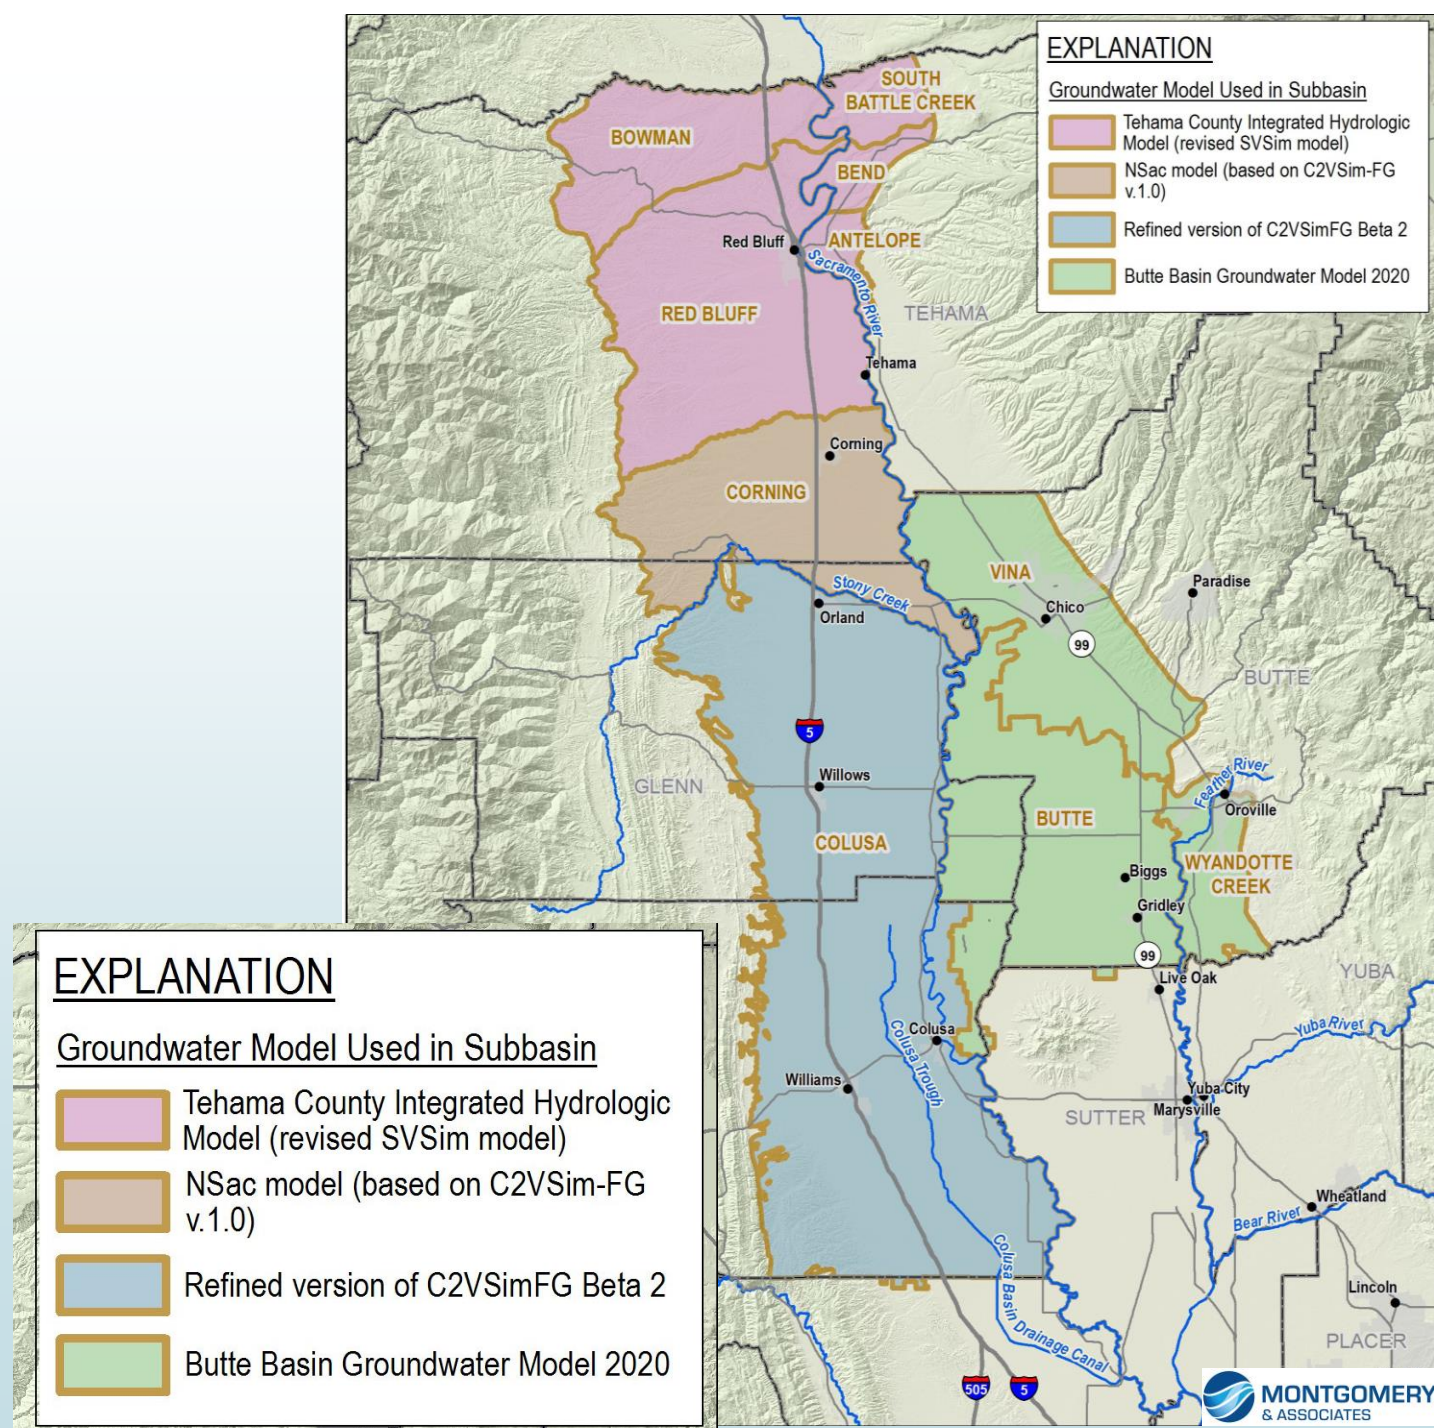 EXPLANATION
Groundwater Model Used in Subbasin
Tehama County Integrated Hydrologic
Model (revised SVSim model)
NSac model (based on C2VSim-FG
v.1.0)
Refined version of C2VSimFG Beta 2
Butte Basin Groundwater Model 2020
SOUTH
BATTLE CREEK
BOWMAN
BEND
Red Bluff
ANTELOPE
Sacramento River
RED BLUFF
TEHAMA
Tehama
Corning
CORNING
VINA
Paradise
Stony Creek
Chico
Orland
99
BUTTE
5
Feather River
Willows
GLENN
Oroville
BUTTE
COLUSA
WYANDOTTE
CREEK
Biggs
Gridley
99
YUBA
Live Oak
Colusa
Yuba River
Colusa Trough
Williams
Yuba City
Marysville
SUTTER
Wheatland
Bear River
Colusa Basin Drainage Canal
Lincoln
PLACER
505
5
EXPLANATION
Groundwater Model Used in Subbasin
Tehama County Integrated Hydrologic
Model (revised SVSim model)
NSac model (based on C2VSim-FG
v.1.0)
Refined version of C2VSimFG Beta 2
Butte Basin Groundwater Model 2020
MONTGOMERY
& ASSOCIATES